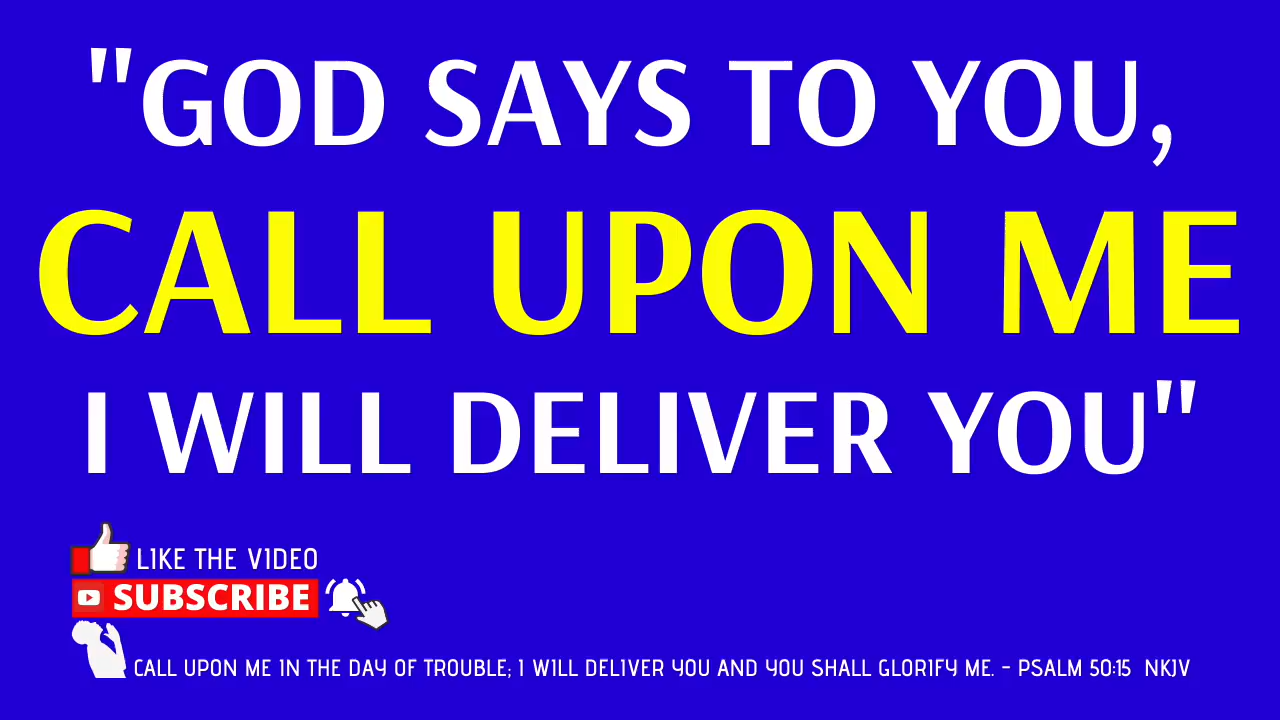 "GOD SAYS TO YOU,
CALL UPON ME
I WILL DELIVER YOU"
LIKE THE VIDEO
SUBSCRIBE
CALL UPON ME IN THE DAY OF TROUBLE; I WILL DELIVER YOU AND YOU SHALL GLORIFY ME. - PSALM 50:15 NKJV